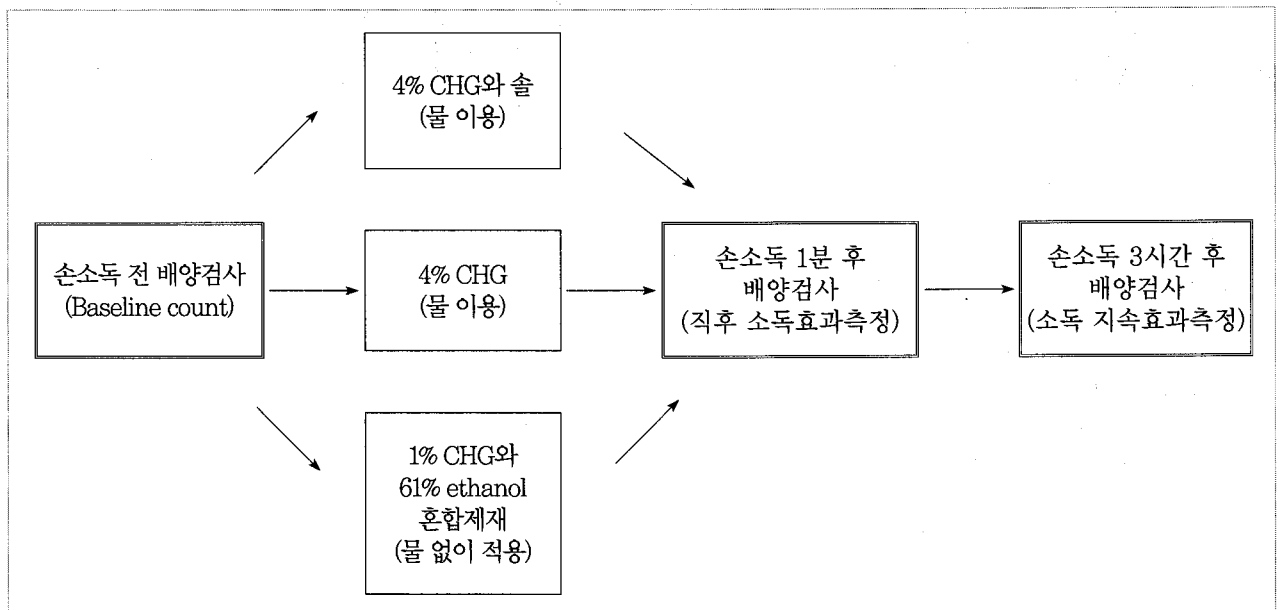 4% CHG와 솔
(물 이용)
손소독 전 배양검사
(Baseline count)
4% CHG
(물 이용)
1% CHG와
61% ethanol
혼합제재
(물 없이 적용)
손소독 1분 후
배양검사
(직후 소독효과측정)
손소독 3시간 후
배양검사
(소독 지속효과측정)